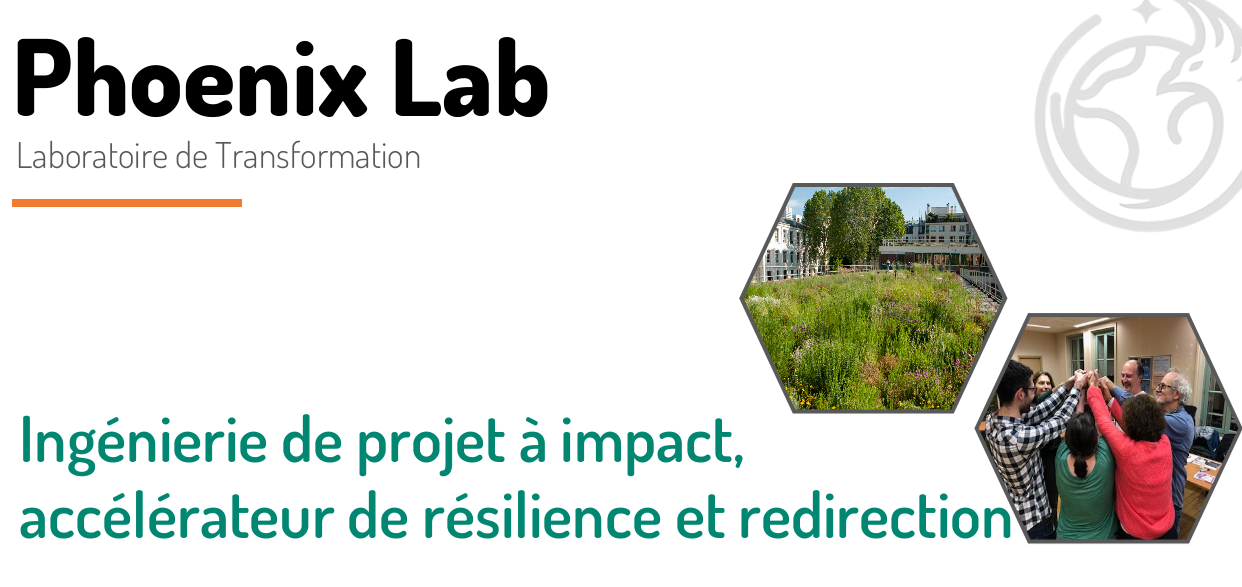 Phoenix Lab
Laboratoire de Transformation
Ingénierie de projet à impact,
accélérateur de résilience et redirection